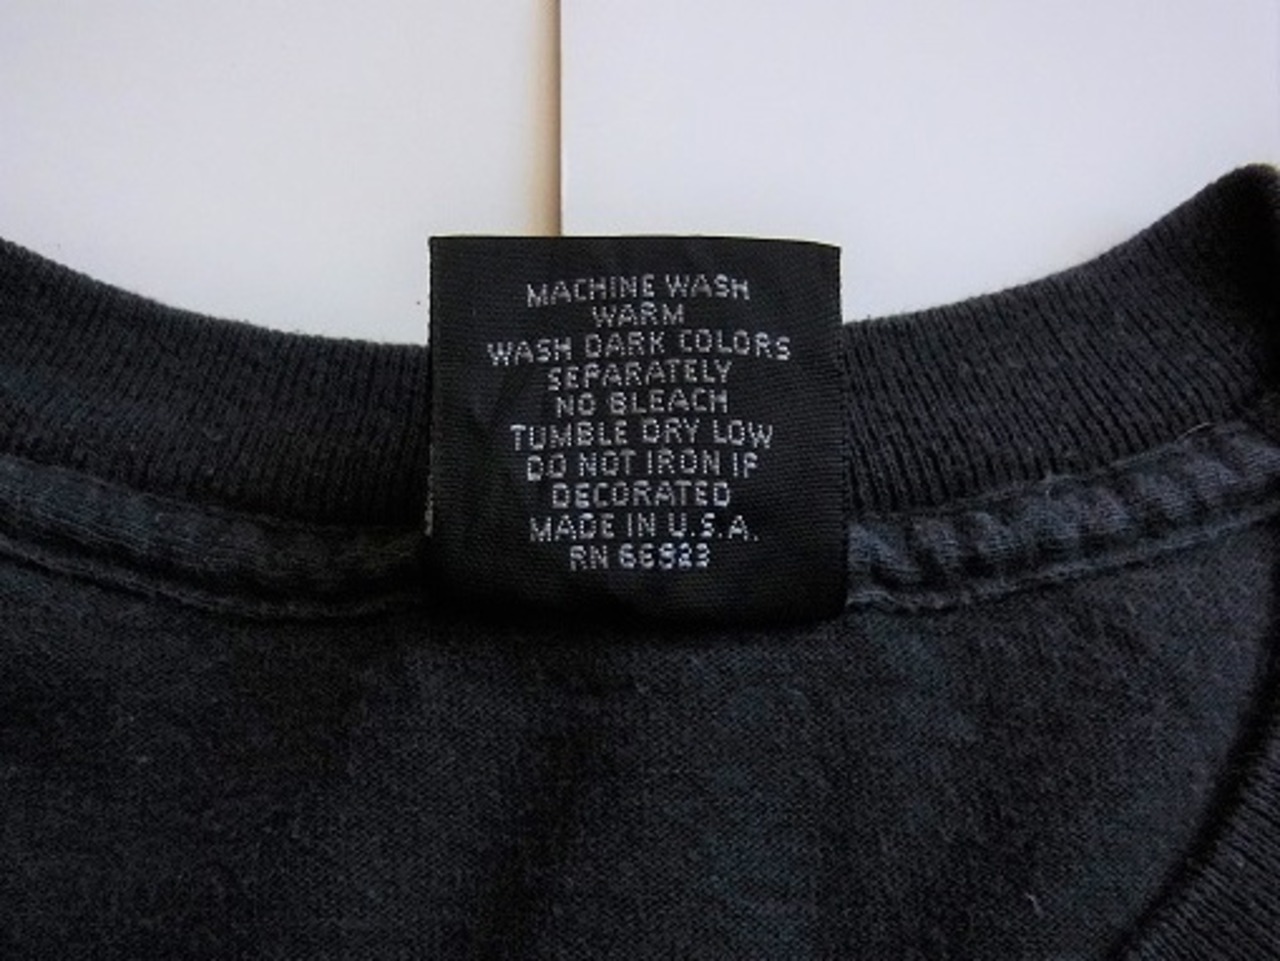 MACHINE WASH
WARM
WASH DARK COLORS
SEPARATELY
NO BLEACH
TUMBLE DRY LOW
DO NOT IRON IF
DECORATED
MADE IN U.S.A.
RN